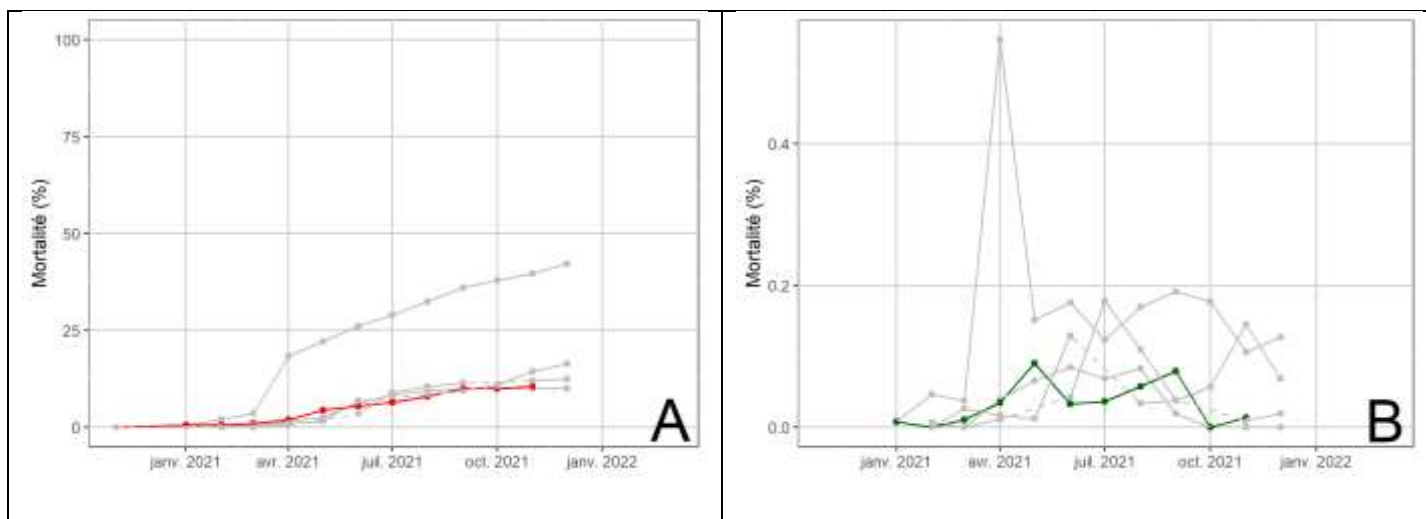 100
75
50
25
0
Mortalité (%)
janv. 2021
avr. 2021
juil. 2021
oct. 2021
janv. 2022
A
0.4
0.2
0.0
Mortalité (%)
janv. 2021
avr. 2021
juil. 2021
oct. 2021
janv. 2022
B